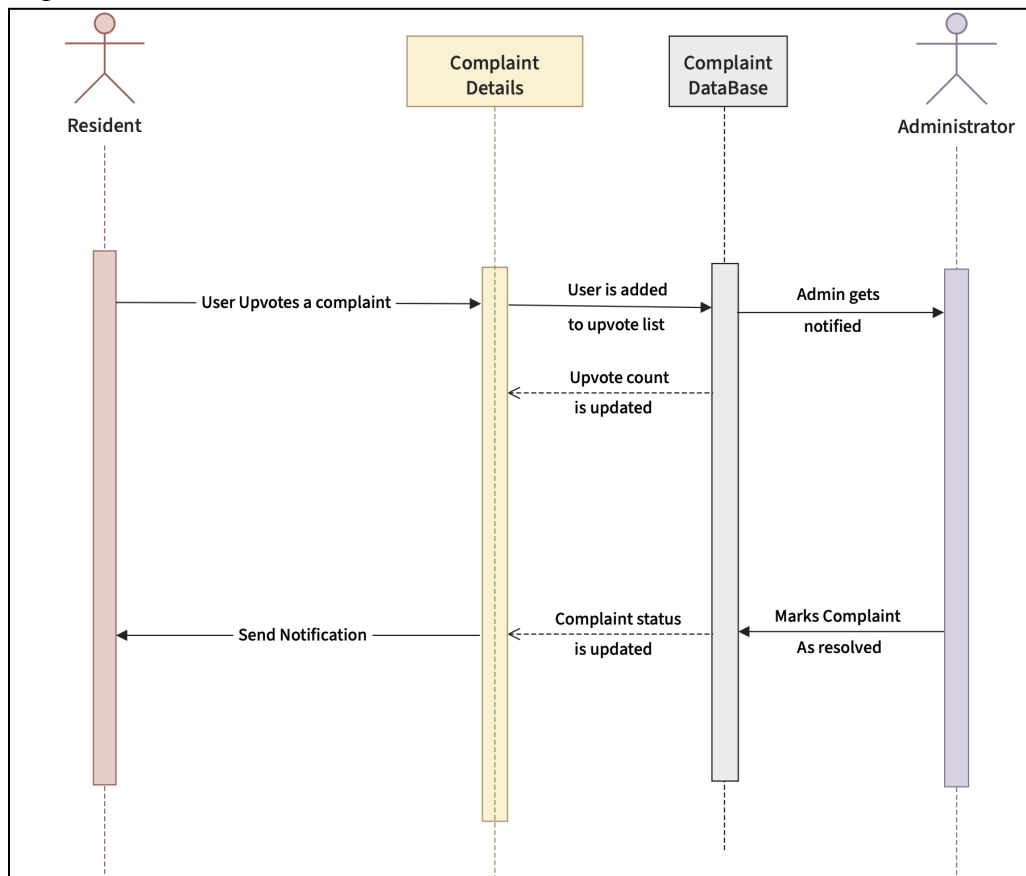 Complaint
Details
Complaint
DataBase
Resident
Administrator
User Upvotes a complaint
User is added
to upvote list
Admin gets
notified
Upvote count
is updated
Send Notification
Complaint status
is updated
Marks Complaint
As resolved